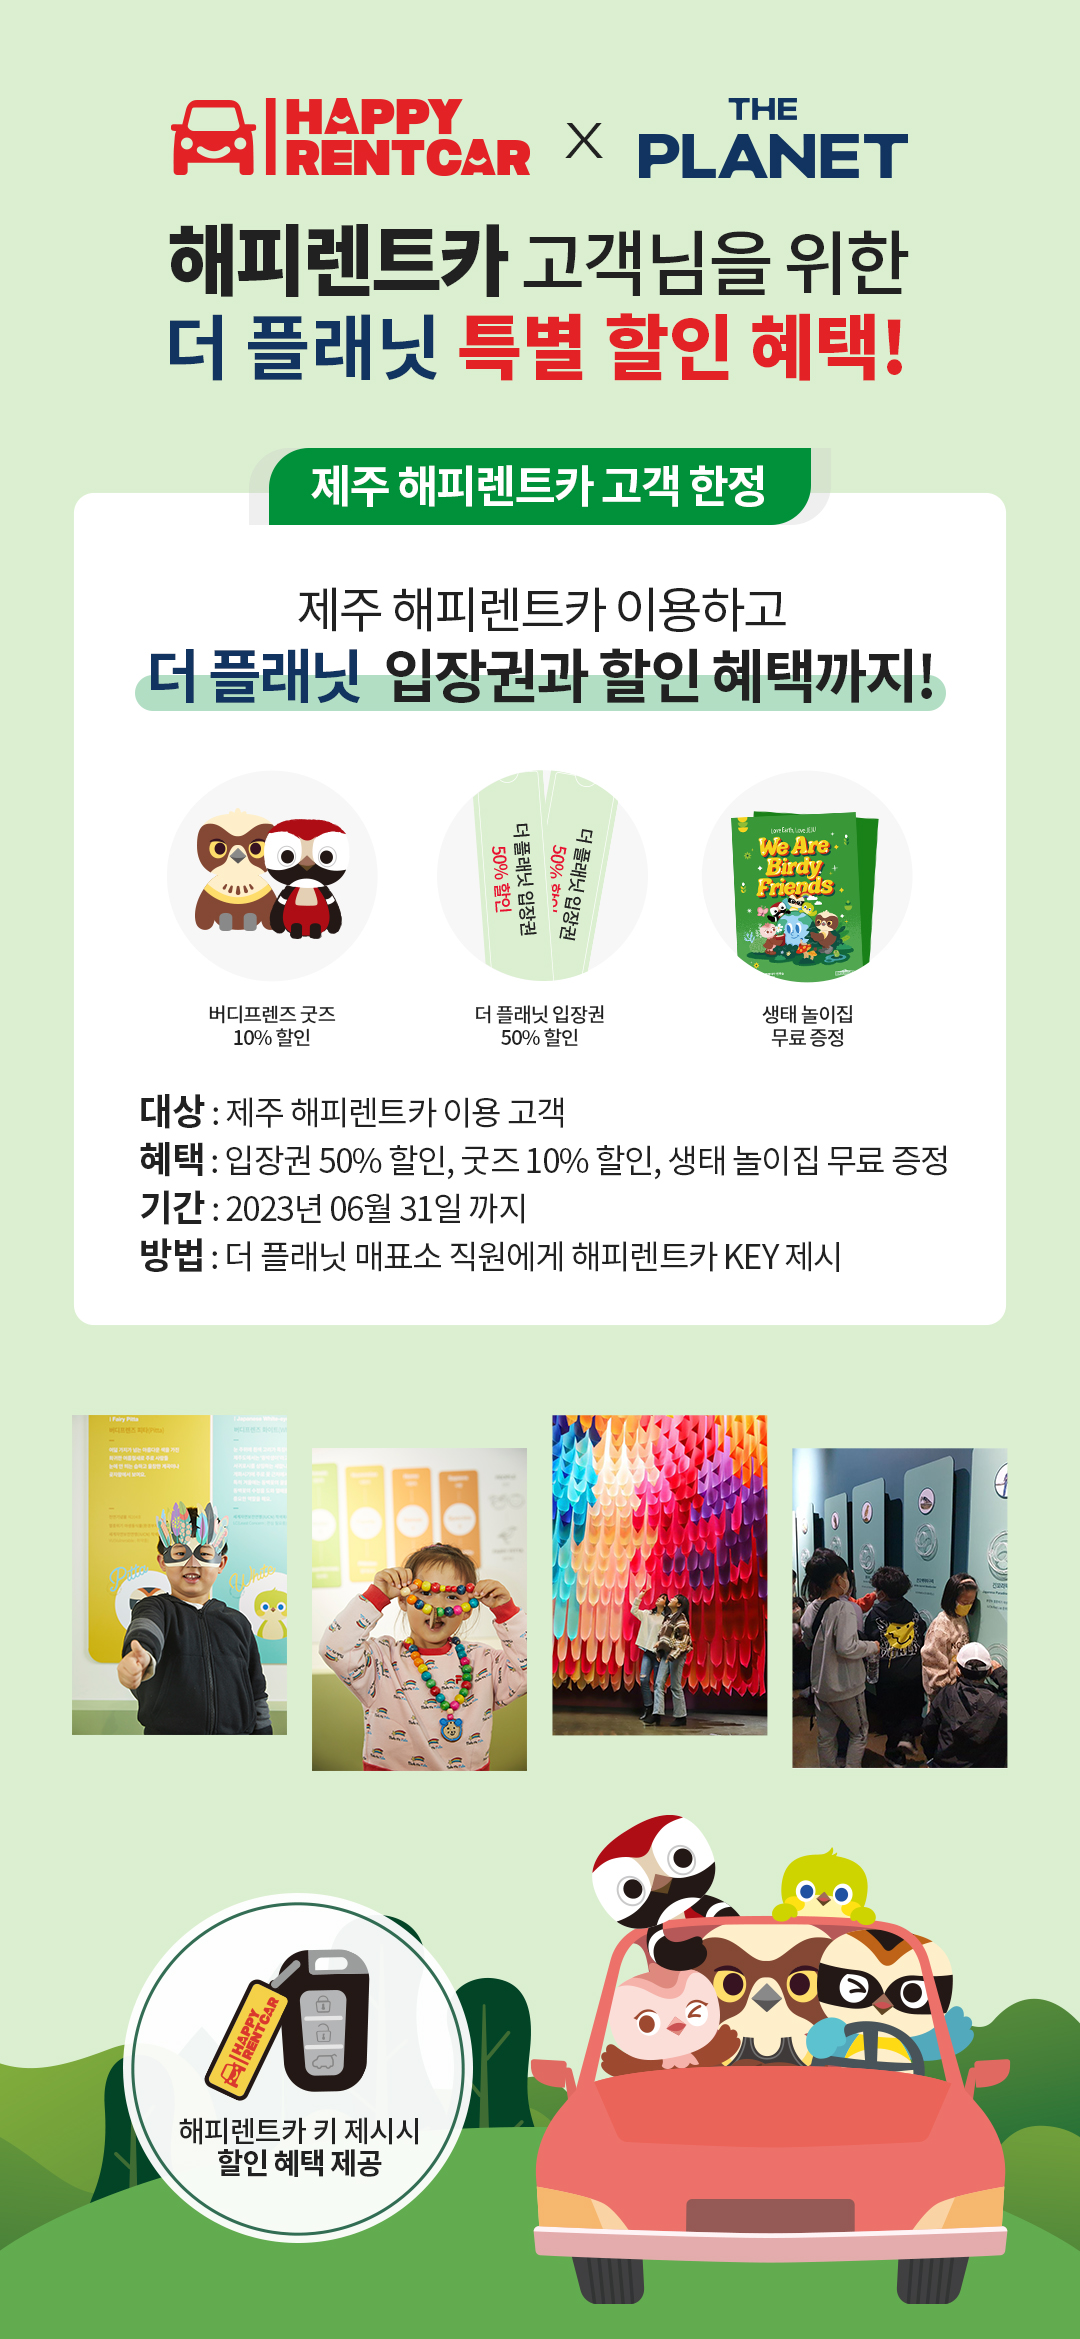 HAPPY
RENTCAR
X
THE
PLANET
해피렌트카 고객님을 위한
더 플래닛 특별 할인 혜택!
제주 해피렌트카 고객 한정
제주 해피렌트카 이용하고
더 플래닛 입장권과 할인 혜택까지!
더 플래닛 입장권
50% 할인
더 플래닛 입장권
50%
Love Earth, Love JEJU
We Are
Birdy
Friends
버디프렌즈 굿즈
10% 할인
더 플래닛 입장권
50% 할인
생태 놀이집
무료 증정
대상 : 제주 해피렌트카 이용 고객
혜택 : 입장권 50% 할인, 굿즈 10% 할인, 생태 놀이집 무료 증정
기간 : 2023년 06월 31일 까지
방법 : 더 플래닛 매표소 직원에게 해피렌트카 KEY 제시
Fairy Pitta
Pitta
White
HAPPY
RENTCAR
해피렌트카 키 제시시
할인 혜택 제공